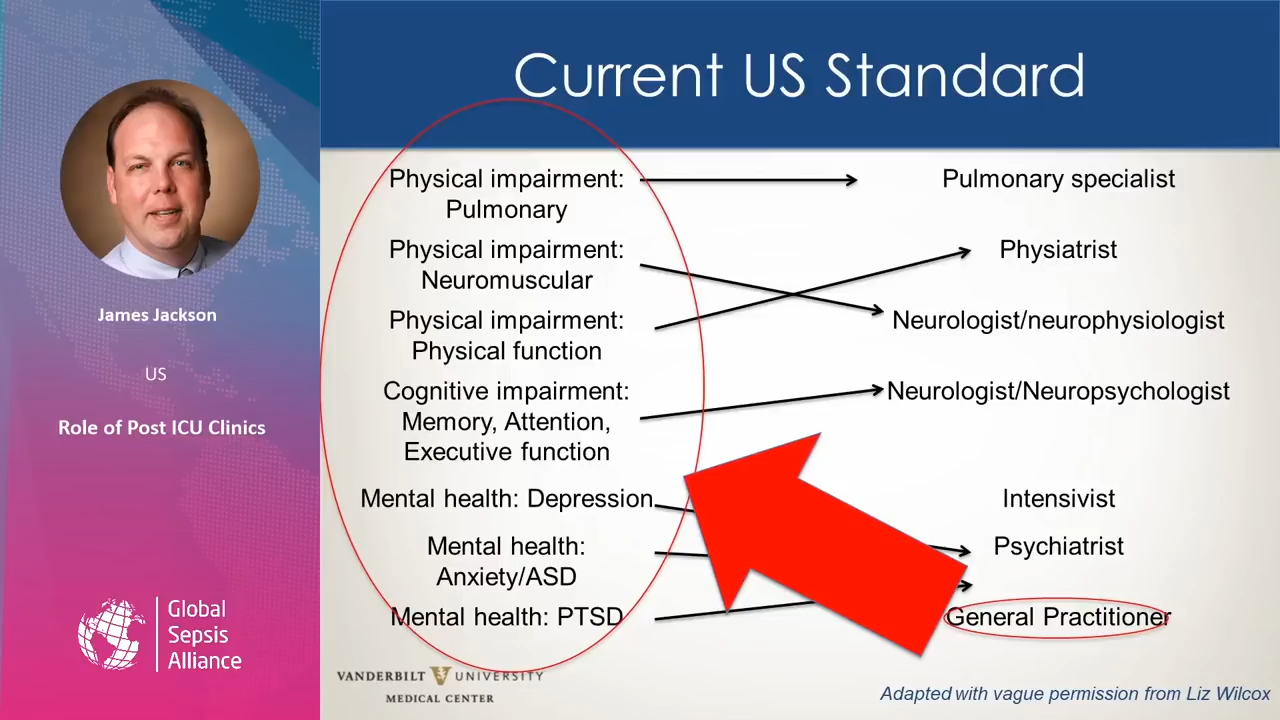 Current US Standard
Physical impairment:
Pulmonary
Physical impairment:
Neuromuscular
Physical impairment:
Physical function
Cognitive impairment:
Memory, Attention,
Executive function
Mental health: Depression
Mental health:
Anxiety/ASD
Mental health: PTSD
Pulmonary specialist
Physiatrist
Neurologist/neurophysiologist
Neurologist/Neuropsychologist
Intensivist
Psychiatrist
General Practitioner
VANDERBILT UNIVERSITY
MEDICAL CENTER
Adapted with vague permission from Liz Wilcox
James Jackson
US
Role of Post ICU Clinics
Global
Sepsis
Alliance